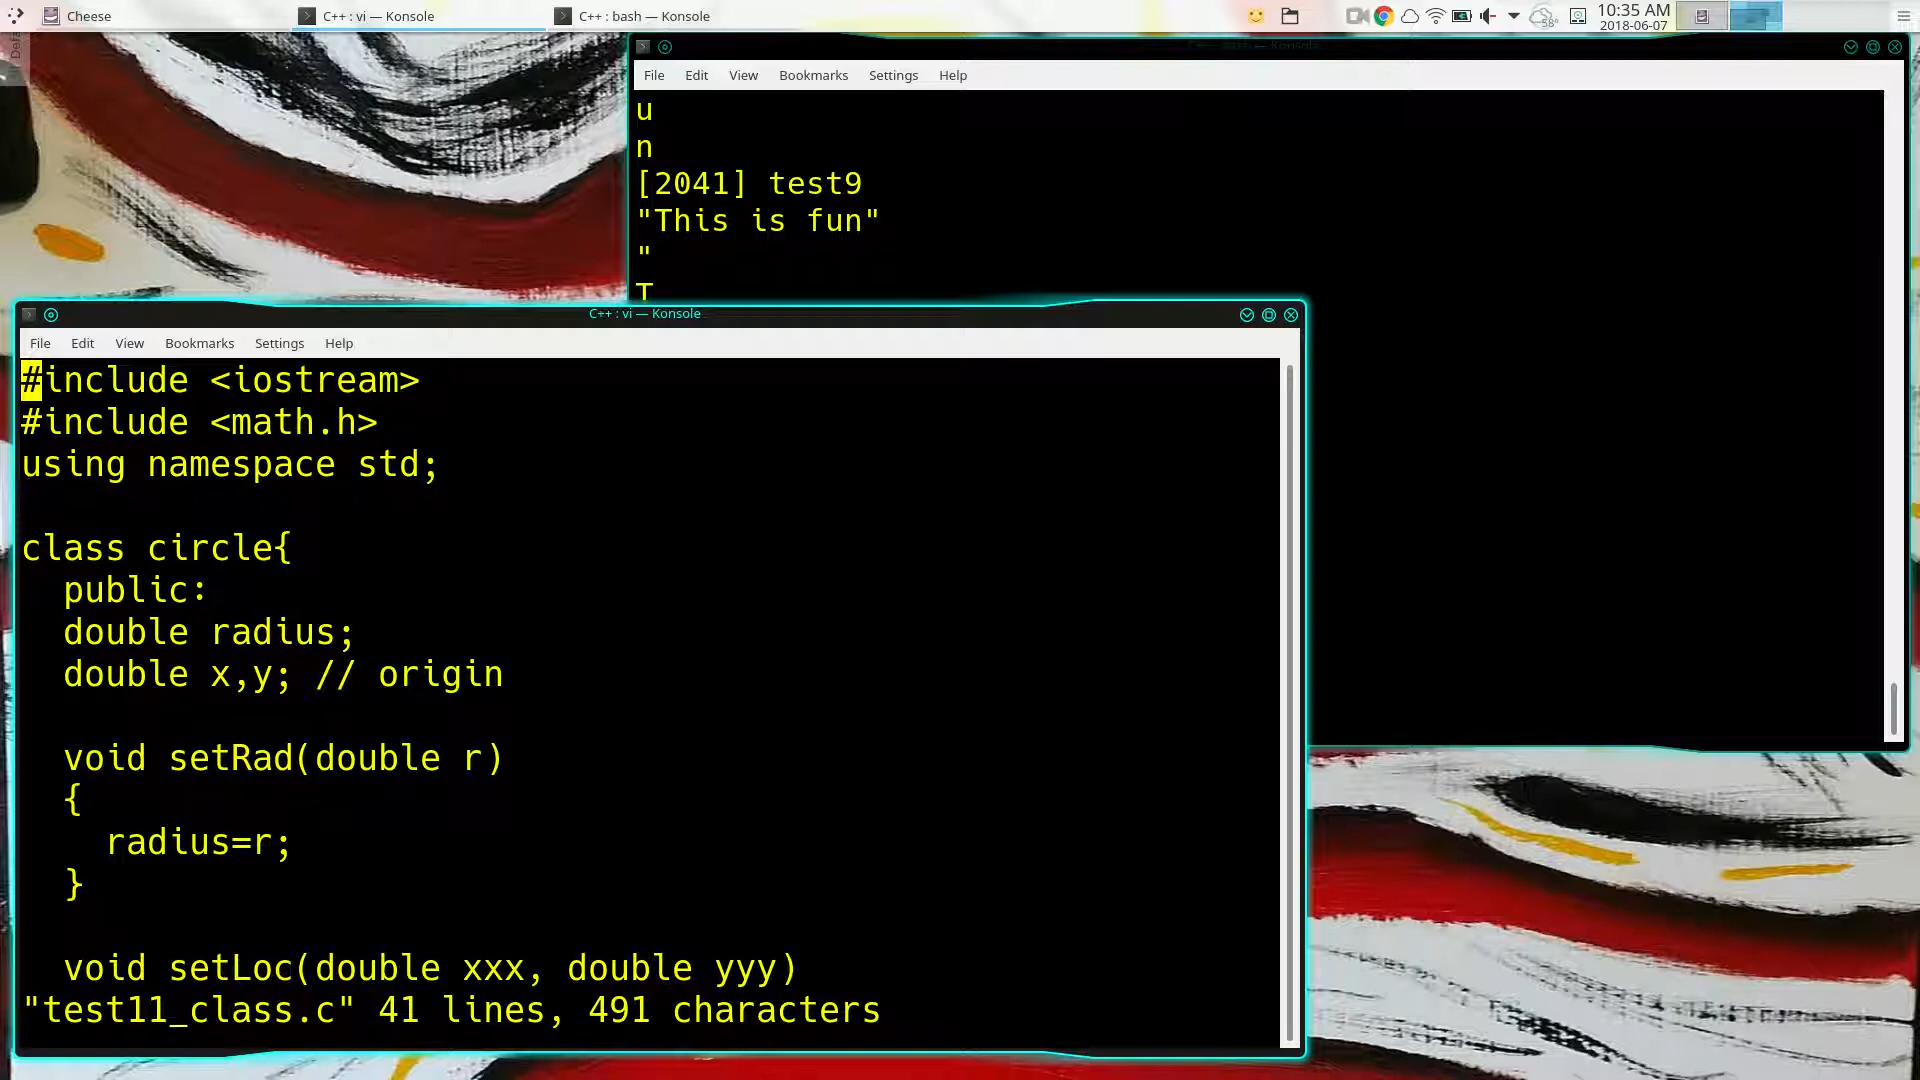 Cheese
C++ : vi — Konsole
C++ : bash — Konsole
58°
10:35 AM
2018-06-07
Defa
Konsole
File Edit View Bookmarks Settings Help
u
n
[2041] test9
"This is fun"
"
T
C++ : vi — Konsole
File Edit View Bookmarks Settings Help
#include <iostream>
#include <math.h>
using namespace std;
class circle{
public:
double radius;
double x,y; // origin
void setRad(double r)
{
radius=r;
}
void setLoc(double xxx, double yyy)
"test11_class.c" 41 lines, 491 characters